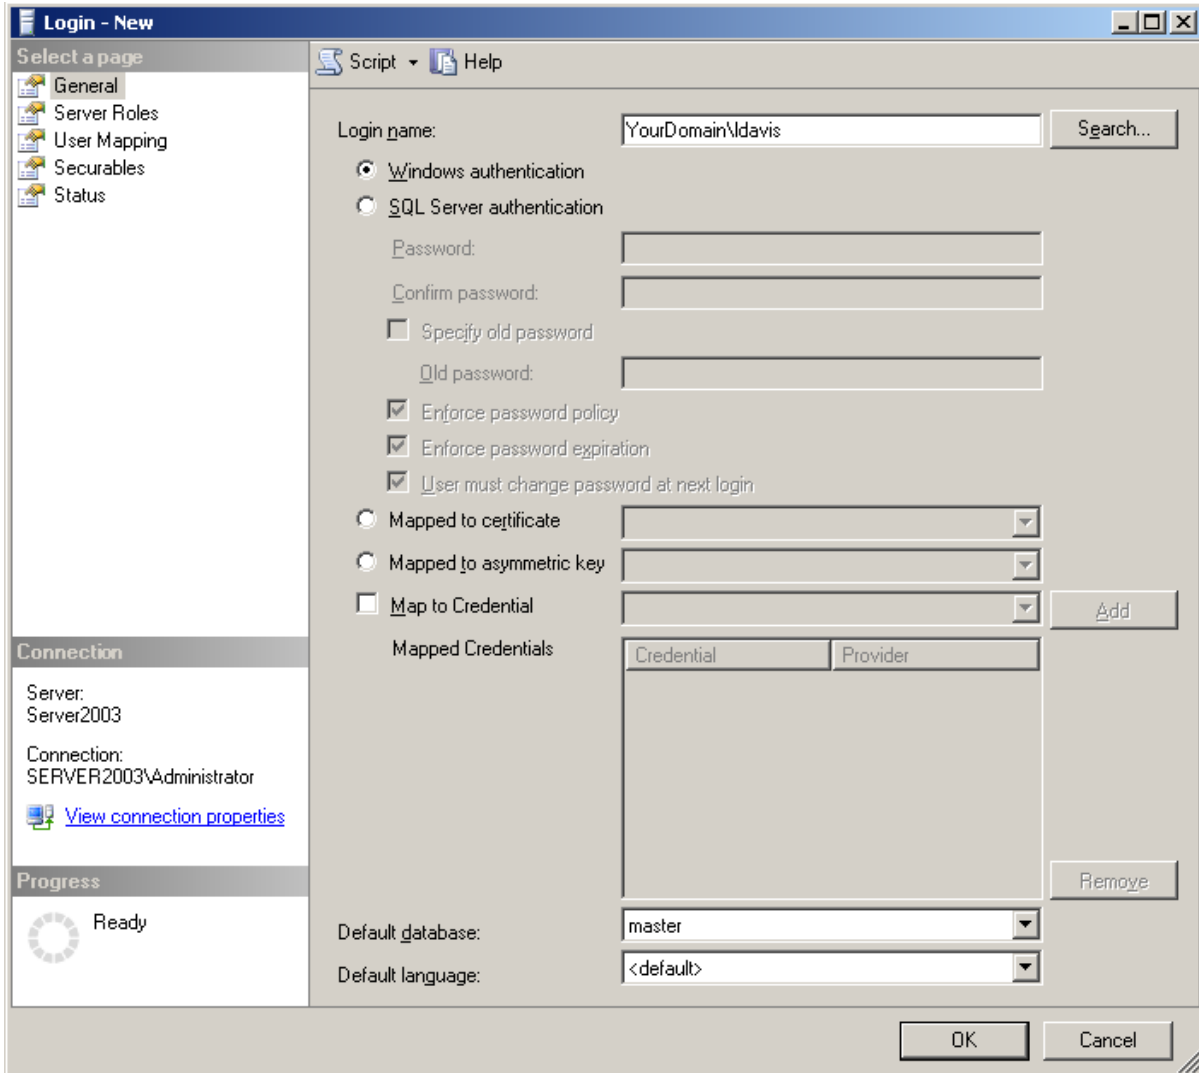 Login - New
Select a page
General
Server Roles
User Mapping
Securables
Status
Connection
Server:
Server2003
Connection:
SERVER2003\Administrator
View connection properties
Progress
Ready
Script
Help
Login name:
YourDomain\ldavis
Search...
Windows authentication
SQL Server authentication
Password:
Confirm password:
Specify old password
Old password:
Enforce password policy
Enforce password expiration
User must change password at next login
Mapped to certificate
Mapped to asymmetric key
Map to Credential
Add
Mapped Credentials
Credential Provider
Remove
Default database:
master
Default language:
<default>
OK
Cancel